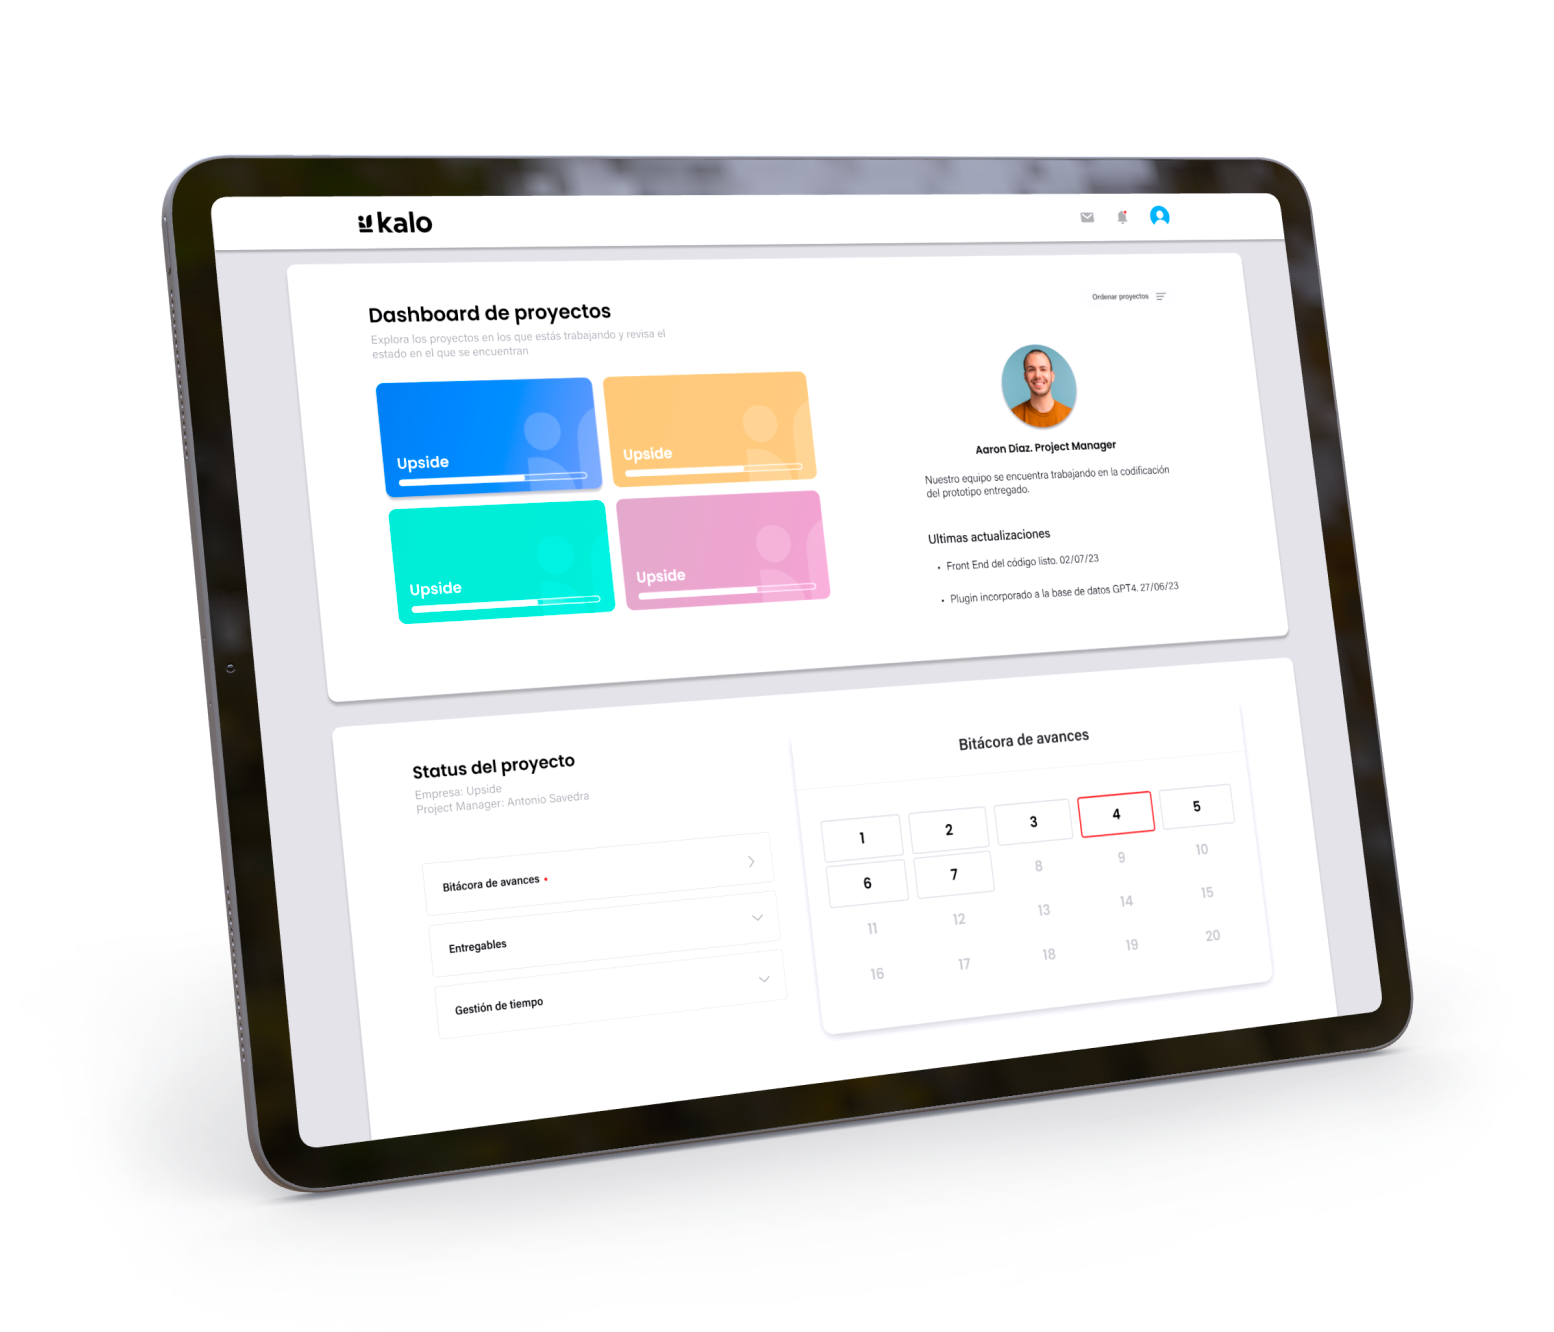 kalo
Dashboard de proyectos
Explora los proyectos en los que estás trabajando y revisa el
estado en el que se encuentran
Upside
Upside
Upside
Upside
Ordenar proyectos
Aaron Díaz. Project Manager
Nuestro equipo se encuentra trabajando en la codificación
del prototipo entregado.
Ultimas actualizaciones
• Front End del código listo. 02/07/23
• Plugin incorporado a la base de datos GPT4. 27/06/23
Status del proyecto
Empresa: Upside
Project Manager: Antonio Savedra
Bitácora de avances •
Entregables
Gestión de tiempo
Bitácora de avances
1 2 3 4 5
6 7 8 9 10
11 12 13 14 15
16 17 18 19 20